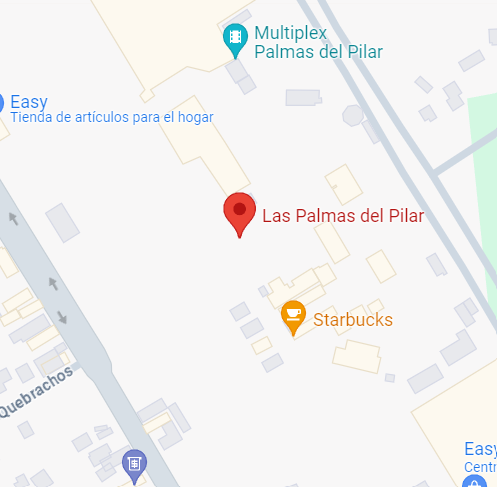 Multiplex
Palmas del Pilar
Easy
Tienda de artículos para el hogar
Las Palmas del Pilar
Starbucks
Quebrachos
Easy
Centr